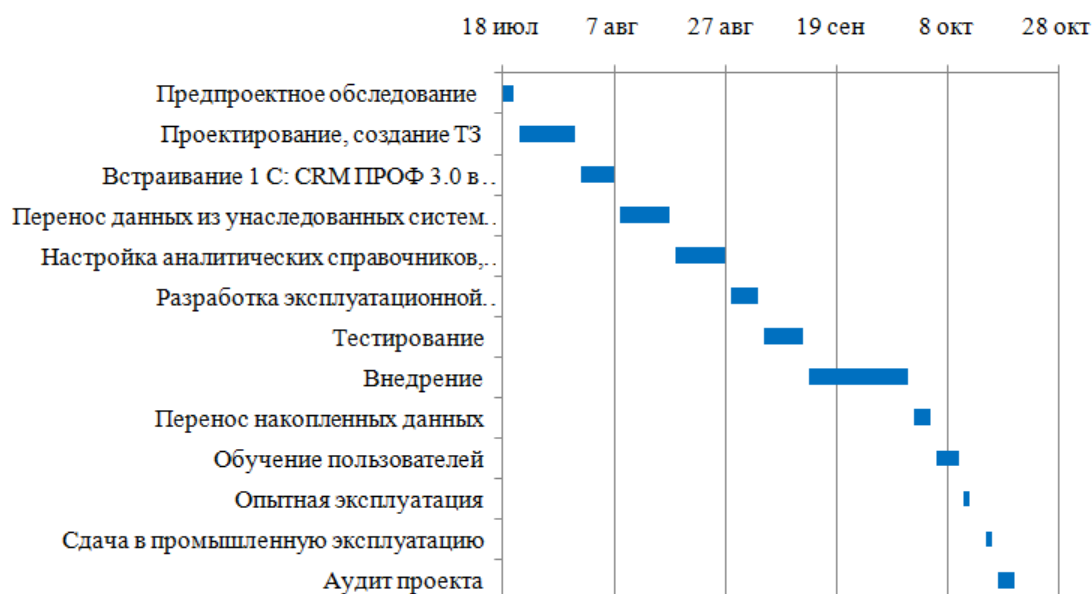 18 июл 7 авг 27 авг 19 сен 8 окт 28 окт
Предпроектное обследование
Проектирование, создание ТЗ
Встраивание 1 С: CRM ПРОФ 3.0 в..
Перенос данных из унаследованных систем..
Настройка аналитических справочников,..
Разработка эксплуатационной..
Тестирование
Внедрение
Перенос накопленных данных
Обучение пользователей
Опытная эксплуатация
Сдача в промышленную эксплуатацию
Аудит проекта